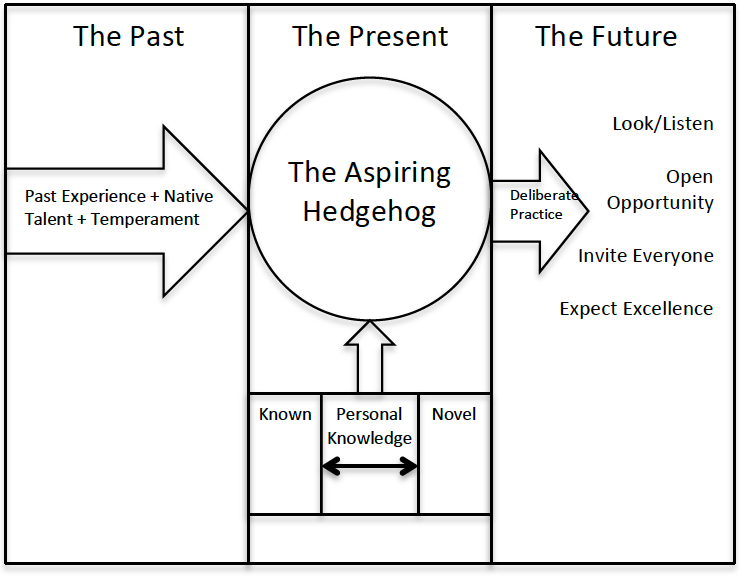 The Past
The Present
The Future
Past Experience + Native
Talent + Temperament
The Aspiring
Hedgehog
Deliberate
Practice
Look/Listen
Open
Opportunity
Invite Everyone
Expect Excellence
Known
Personal
Knowledge
Novel